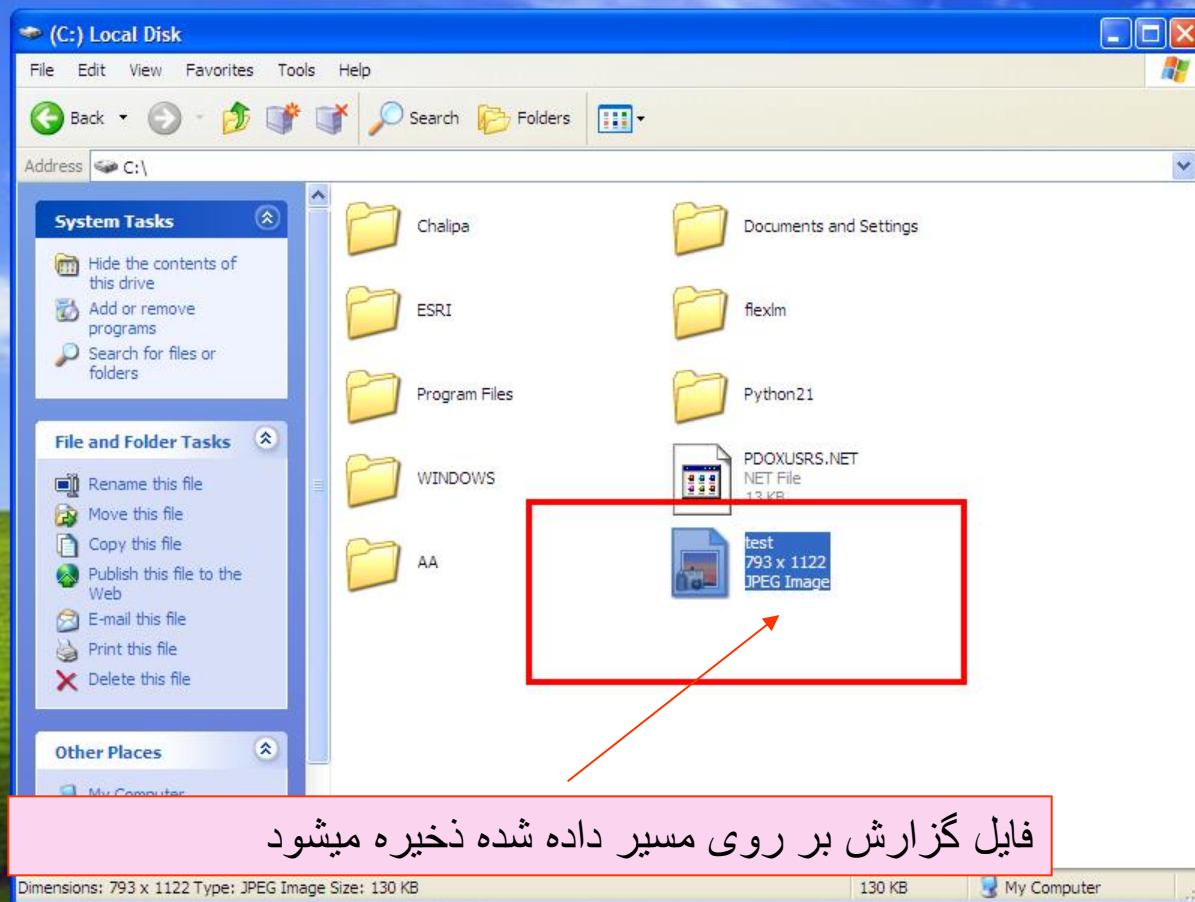 (C:) Local Disk
File Edit View Favorites Tools Help
Back Search Folders
Address C:\
System Tasks
Hide the contents of
this drive
Add or remove
programs
Search for files or
folders
File and Folder Tasks
Rename this file
Move this file
Copy this file
Publish this file to the
Web
E-mail this file
Print this file
Delete this file
Other Places
My Computer
Chalipa
Documents and Settings
ESRI
flexlm
Program Files
Python21
WINDOWS
PDOXUSRS.NET
NET File
13 KB
AA
test
793 x 1122
JPEG Image
فایل گزارش بر روی مسیر داده شده ذخیره میشود
Dimensions: 793 x 1122 Type: JPEG Image Size: 130 KB 130 KB My Computer